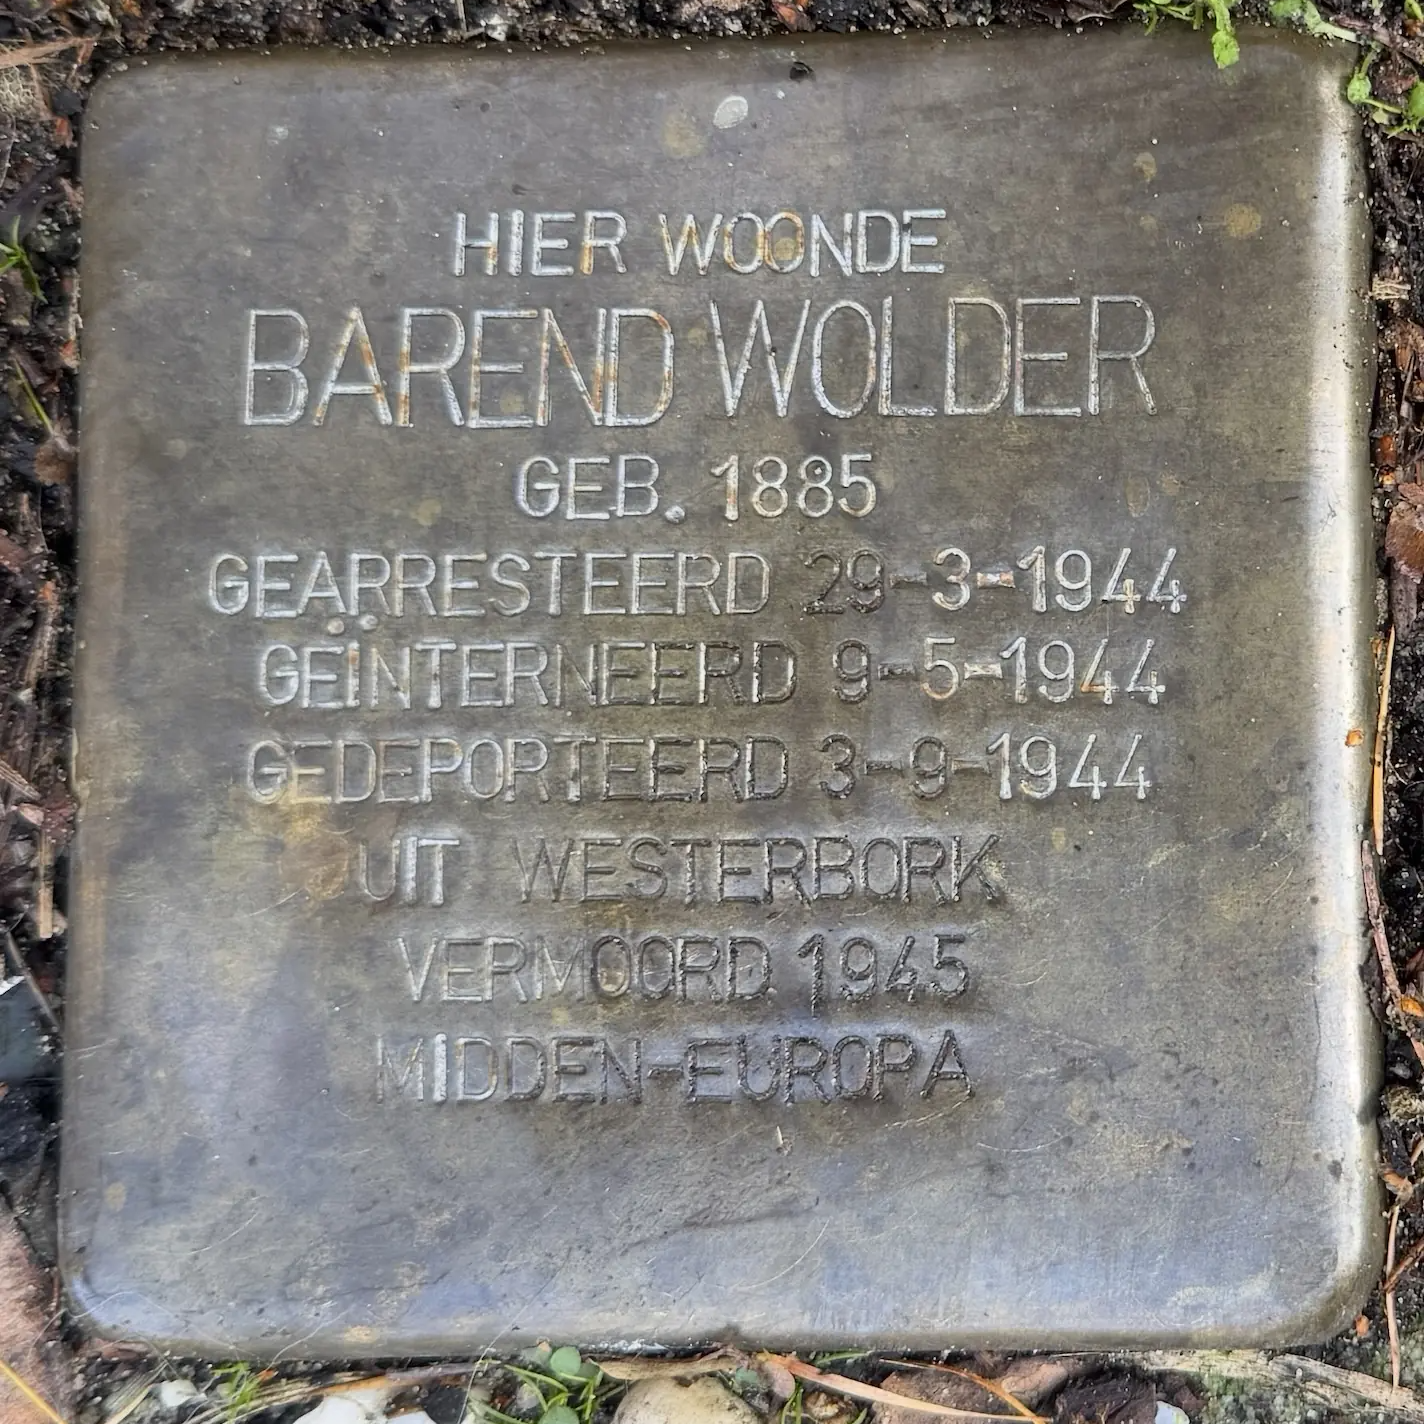 HIER WOONDE
BAREND WOLDER
GEB. 1885
GEARRESTEERD 29-3-1944
GEÏNTERNEERD 9-5-1944
GEDEPORTEERD 3-9-1944
UIT WESTERBORK
VERMOORD 1945
MIDDEN-EUROPA